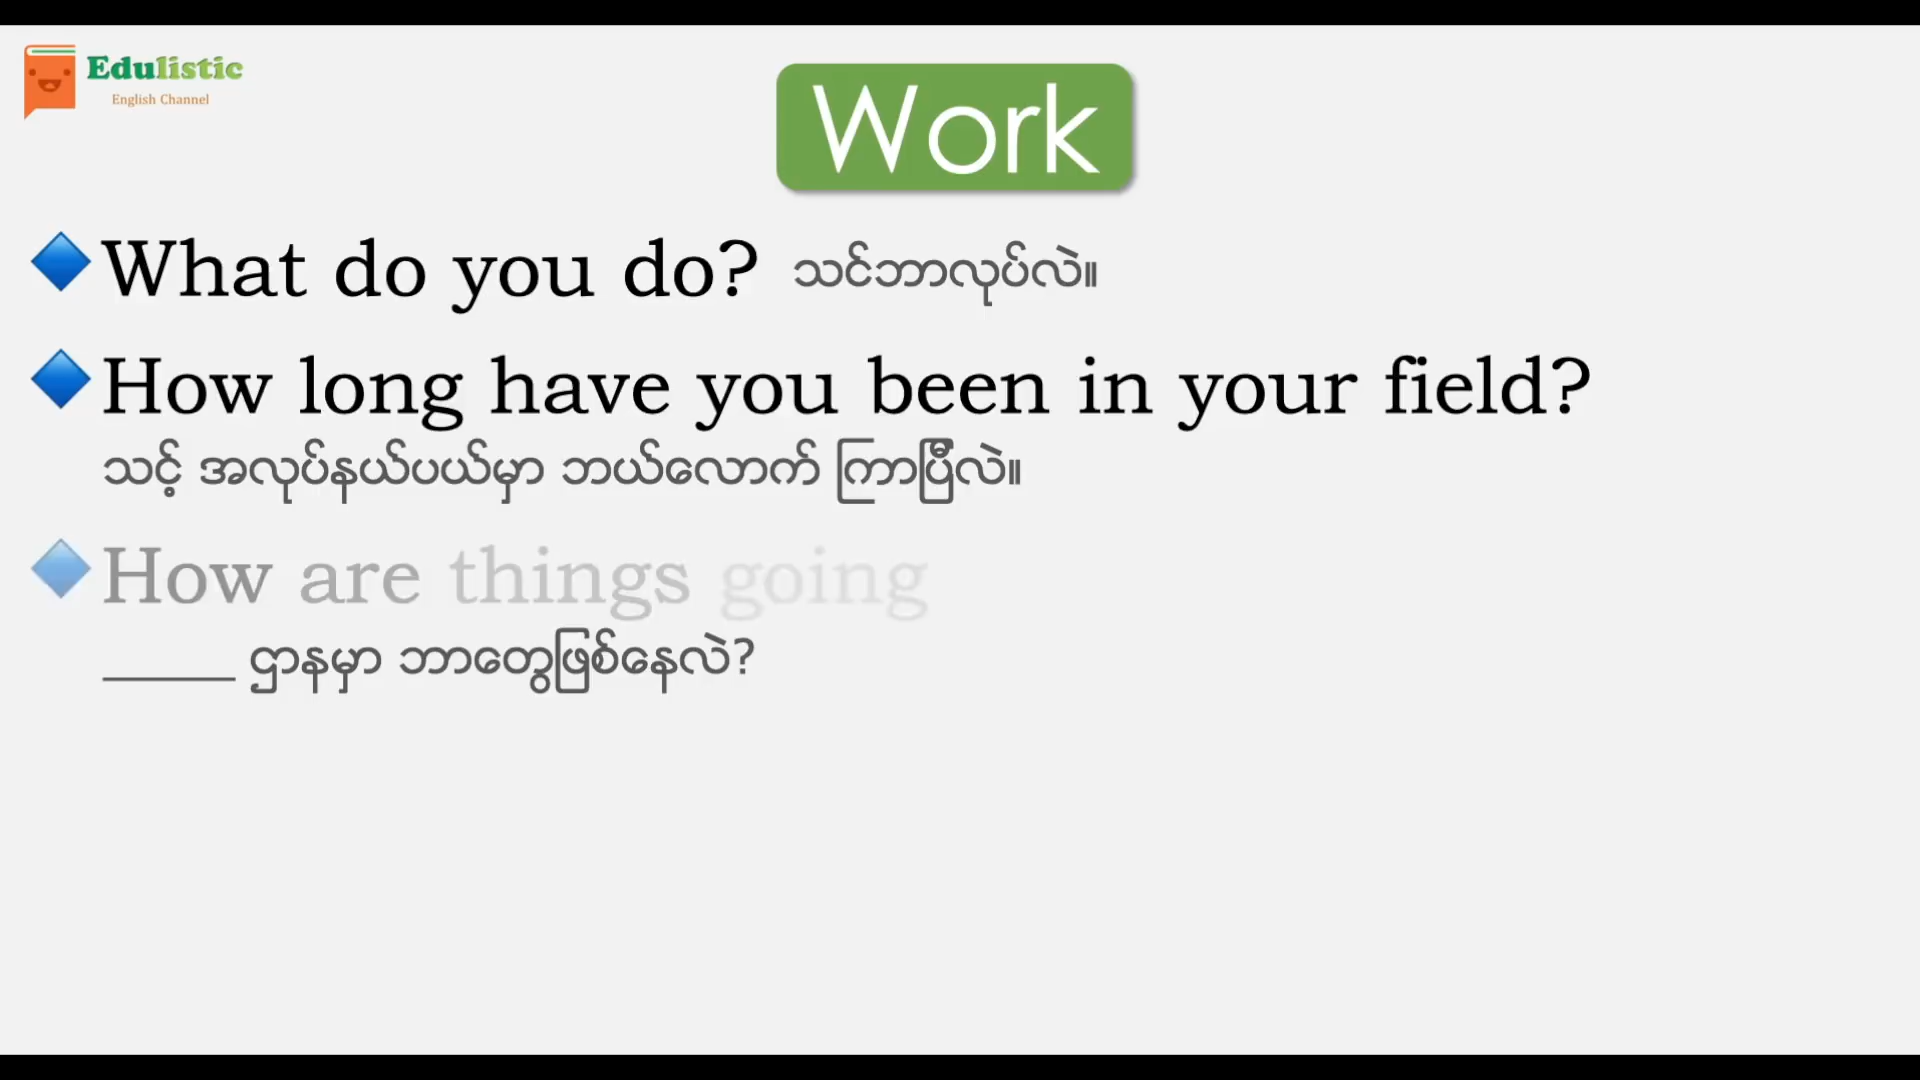 Edulistic
English Channel
Work
What do you do? သင်ဘာလုပ်လဲ။
How long have you been in your field?
သင့် အလုပ်နယ်ပယ်မှာ ဘယ်လောက် ကြာပြီလဲ။
How are things going
______ ဌာနမှာ ဘာတွေဖြစ်နေလဲ?